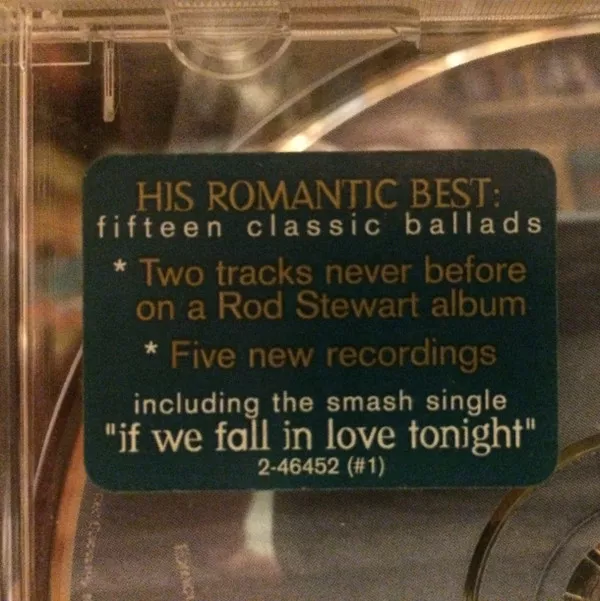 HIS ROMANTIC BEST:
fifteen classic ballads
* Two tracks never before
on a Rod Stewart album
* Five new recordings
including the smash single
"if we fall in love tonight"
2-46452 (#1)